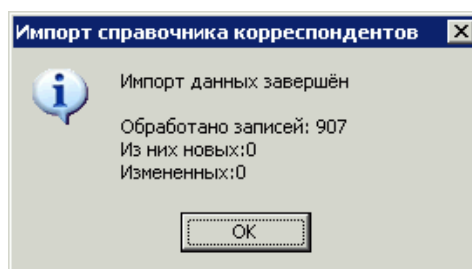 Импорт справочника корреспондентов
Импорт данных завершён
Обработано записей: 907
Из них новых:0
Измененных:0
OK